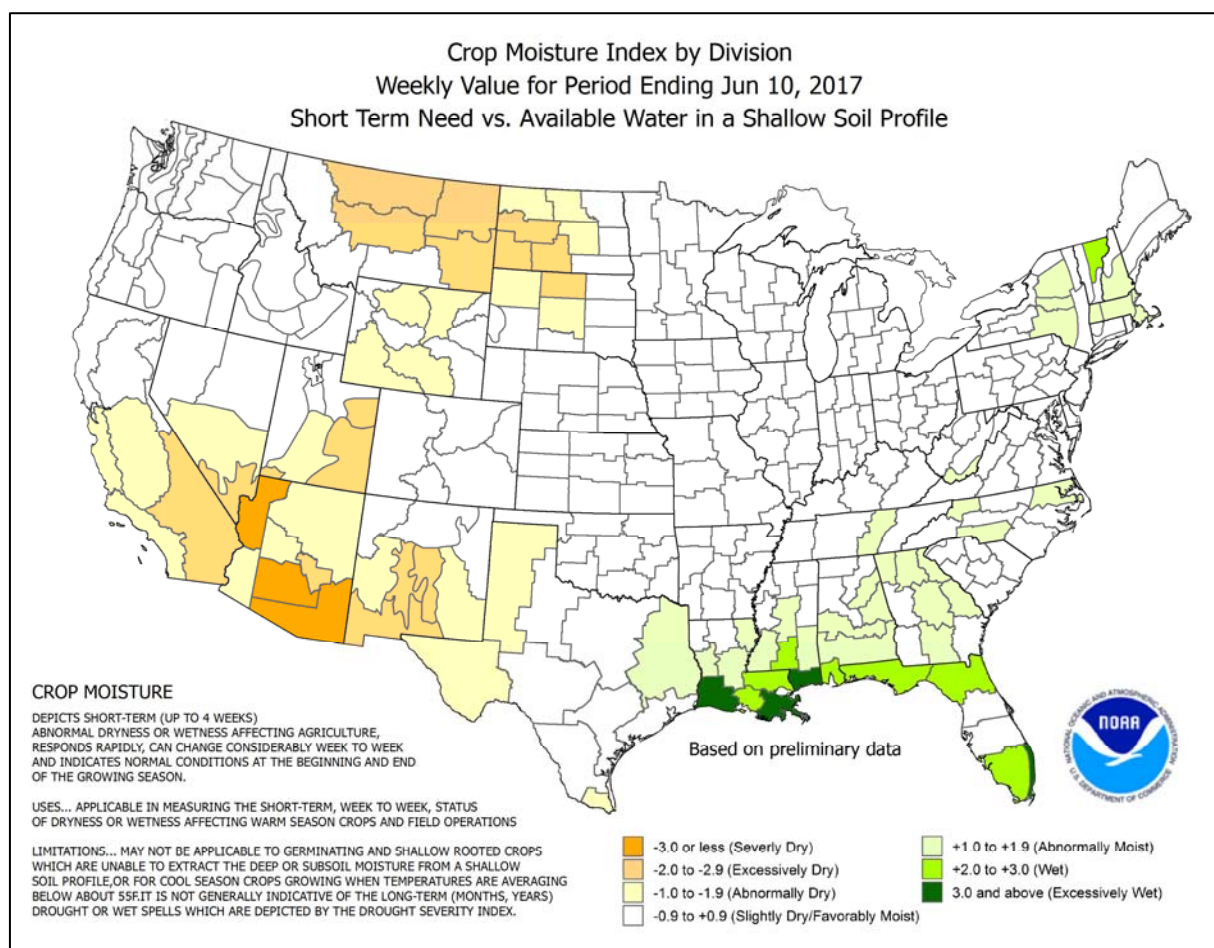 Crop Moisture Index by Division
Weekly Value for Period Ending Jun 10, 2017
Short Term Need vs. Available Water in a Shallow Soil Profile
CROP MOISTURE
DEPICTS SHORT-TERM (UP TO 4 WEEKS)
ABNORMAL DRYNESS OR WETNESS AFFECTING AGRICULTURE,
RESPONDS RAPIDLY, CAN CHANGE CONSIDERABLY WEEK TO WEEK
AND INDICATES NORMAL CONDITIONS AT THE BEGINNING AND END
OF THE GROWING SEASON.
USES... APPLICABLE IN MEASURING THE SHORT-TERM, WEEK TO WEEK, STATUS
OF DRYNESS OR WETNESS AFFECTING WARM SEASON CROPS AND FIELD OPERATIONS
LIMITATIONS... MAY NOT BE APPLICABLE TO GERMINATING AND SHALLOW ROOTED CROPS
WHICH ARE UNABLE TO EXTRACT THE DEEP OR SUBSOIL MOISTURE FROM A SHALLOW
SOIL PROFILE,OR FOR COOL SEASON CROPS GROWING WHEN TEMPERATURES ARE AVERAGING
BELOW ABOUT 55F.IT IS NOT GENERALLY INDICATIVE OF THE LONG-TERM (MONTHS, YEARS)
DROUGHT OR WET SPELLS WHICH ARE DEPICTED BY THE DROUGHT SEVERITY INDEX.
Based on preliminary data
NATIONAL OCEANIC AND ATMOSPHERIC ADMINISTRATION
NOAA
U.S. DEPARTMENT OF COMMERCE
-3.0 or less (Severly Dry)
-2.0 to -2.9 (Excessively Dry)
-1.0 to -1.9 (Abnormally Dry)
-0.9 to +0.9 (Slightly Dry/Favorably Moist)
+1.0 to +1.9 (Abnormally Moist)
+2.0 to +3.0 (Wet)
3.0 and above (Excessively Wet)